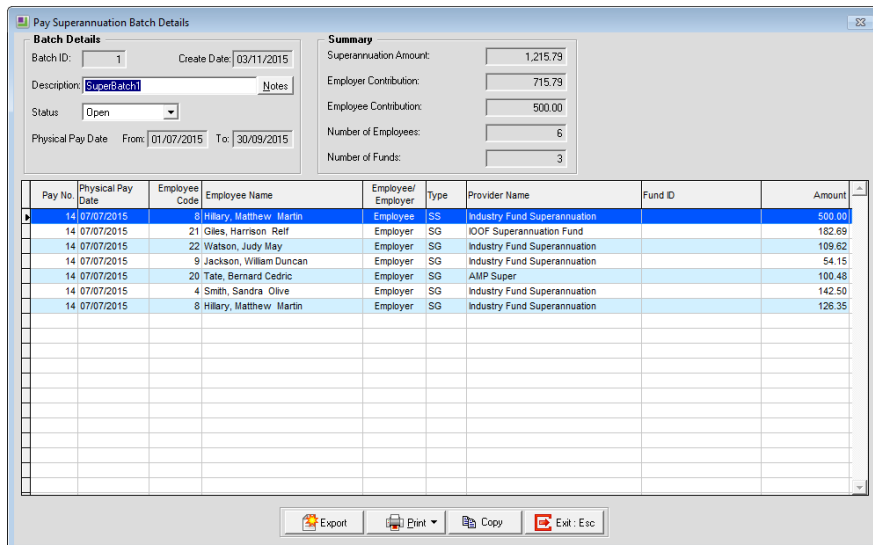 Pay Superannuation Batch Details
Batch Details
Batch ID: 1 Create Date: 03/11/2015
Description: SuperBatch1 Notes
Status Open
Physical Pay Date From: 01/07/2015 To: 30/09/2015
Summary
Superannuation Amount: 1,215.79
Employer Contribution: 715.79
Employee Contribution: 500.00
Number of Employees: 6
Number of Funds: 3
Pay No. Physical Pay Date Employee Code Employee Name Employee/ Employer Type Provider Name Fund ID Amount
14 07/07/2015 8 Hillary, Matthew Martin Employee SS Industry Fund Superannuation 500.00
14 07/07/2015 21 Giles, Harrison Relf Employer SG IOOF Superannuation Fund 182.69
14 07/07/2015 22 Watson, Judy May Employer SG Industry Fund Superannuation 109.62
14 07/07/2015 9 Jackson, William Duncan Employer SG Industry Fund Superannuation 54.15
14 07/07/2015 20 Tate, Bernard Cedric Employer SG AMP Super 100.48
14 07/07/2015 4 Smith, Sandra Olive Employer SG Industry Fund Superannuation 142.50
14 07/07/2015 8 Hillary, Matthew Martin Employer SG Industry Fund Superannuation 126.35
Export Print Copy Exit : Esc